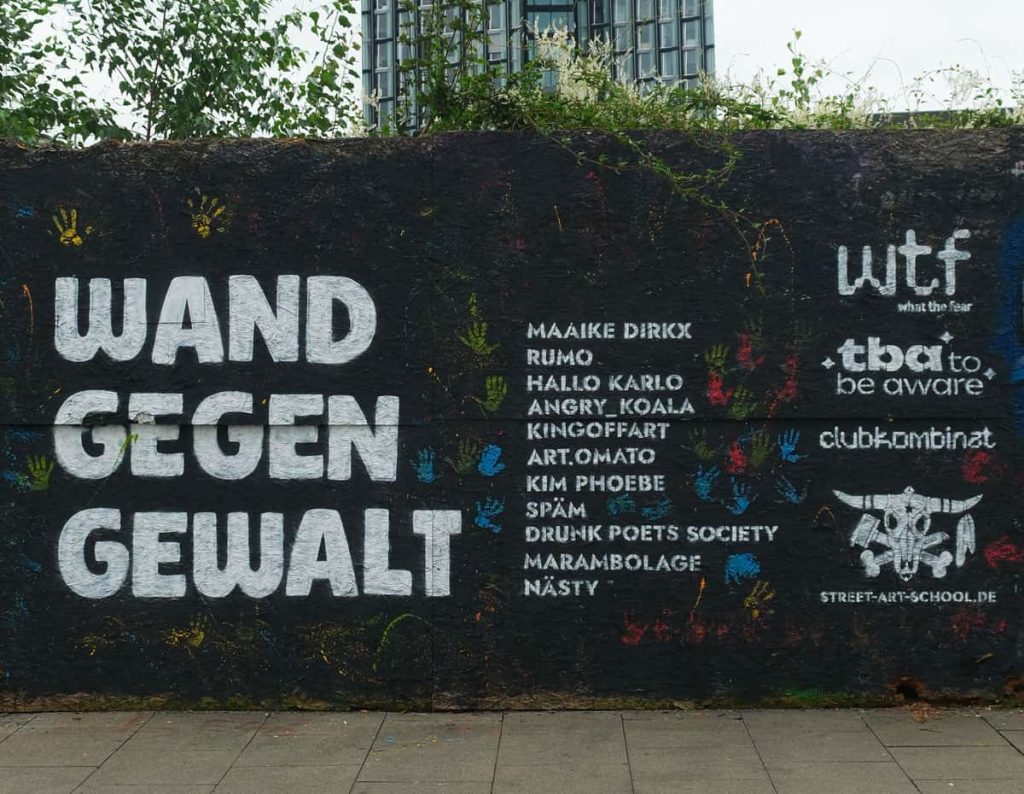 WAND
GEGEN
GEWALT
MAAIKE DIRKX
RUMO
HALLO KARLO
ANGRY_KOALA
KINGOFFART
ART.OMATO
KIM PHOEBE
SPÄM
DRUNK POETS SOCIETY
MARAMBOLAGE
NÄSTY
wtf
what the fear
tba to
be aware
clubkombinat
STREET-ART-SCHOOL.DE